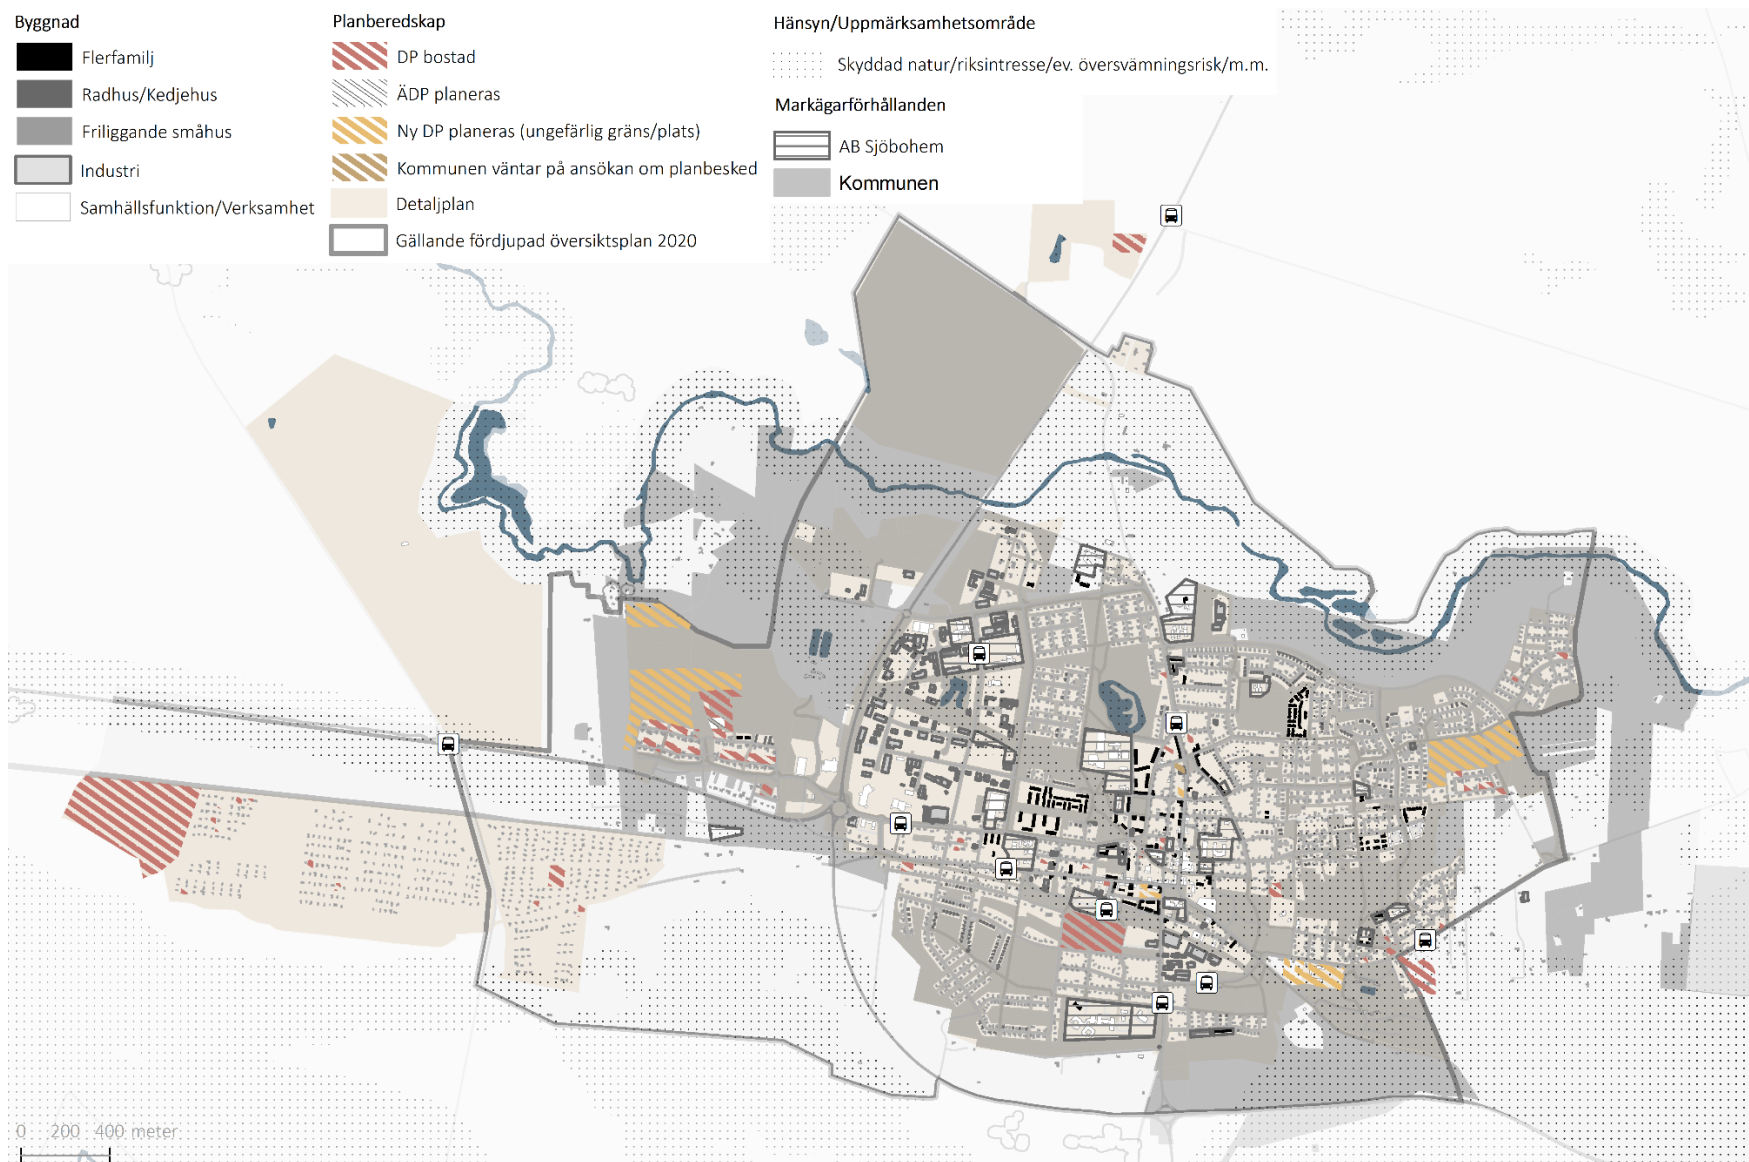 Byggnad
Flerfamilj
Radhus/Kedjehus
Friliggande småhus
Industri
Samhällsfunktion/Verksamhet
Planberedskap
DP bostad
ÄDP planeras
Ny DP planeras (ungefärlig gräns/plats)
Kommunen väntar på ansökan om planbesked
Detaljplan
Gällande fördjupad översiktsplan 2020
Hänsyn/Uppmärksamhetsområde
Skyddad natur/riksintresse/ev. översvämningsrisk/m.m.
Markägarförhållanden
AB Sjöbohem
Kommunen
0 200 400 meter